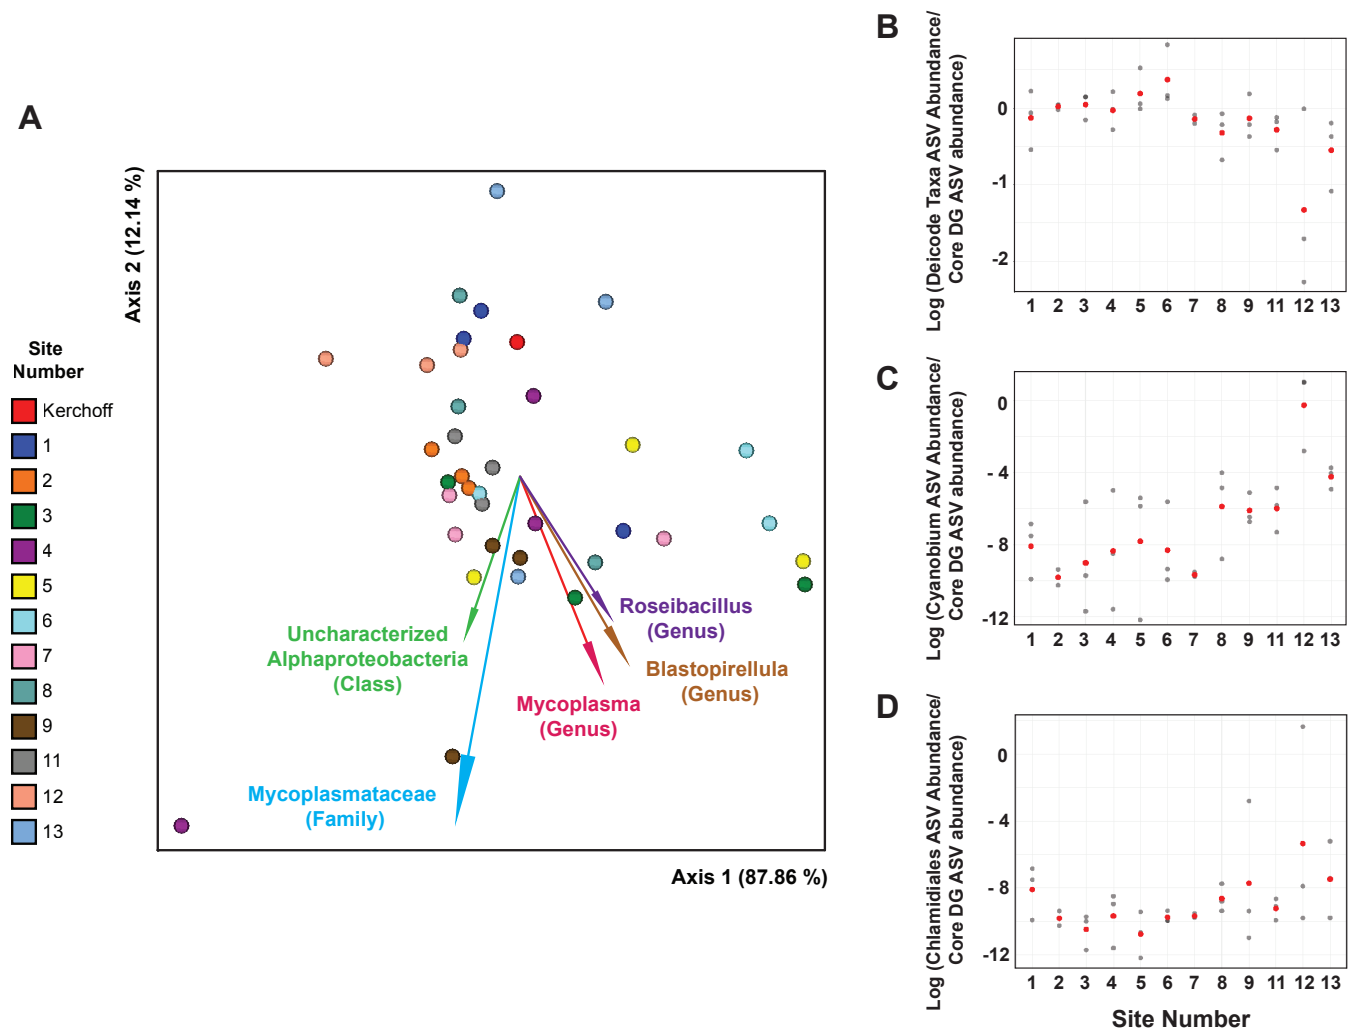 A
Axis 2 (12.14 %)
Axis 1 (87.86 %)
Site
Number
Kerchoff
1
2
3
4
5
6
7
8
9
11
12
13
Uncharacterized
Alphaproteobacteria
(Class)
Mycoplasmataceae
(Family)
Roseibacillus
(Genus)
Blastopirellula
(Genus)
Mycoplasma
(Genus)
B
Log (Deicode Taxa ASV Abundance/
Core DG ASV abundance)
0
-1
-2
1 2 3 4 5 6 7 8 9 11 12 13
C
Log (Cyanobium ASV Abundance/
Core DG ASV abundance)
0
- 4
- 8
-12
1 2 3 4 5 6 7 8 9 11 12 13
D
Log (Chlamidiales ASV Abundance/
Core DG ASV abundance)
0
- 4
- 8
-12
1 2 3 4 5 6 7 8 9 11 12 13
Site Number